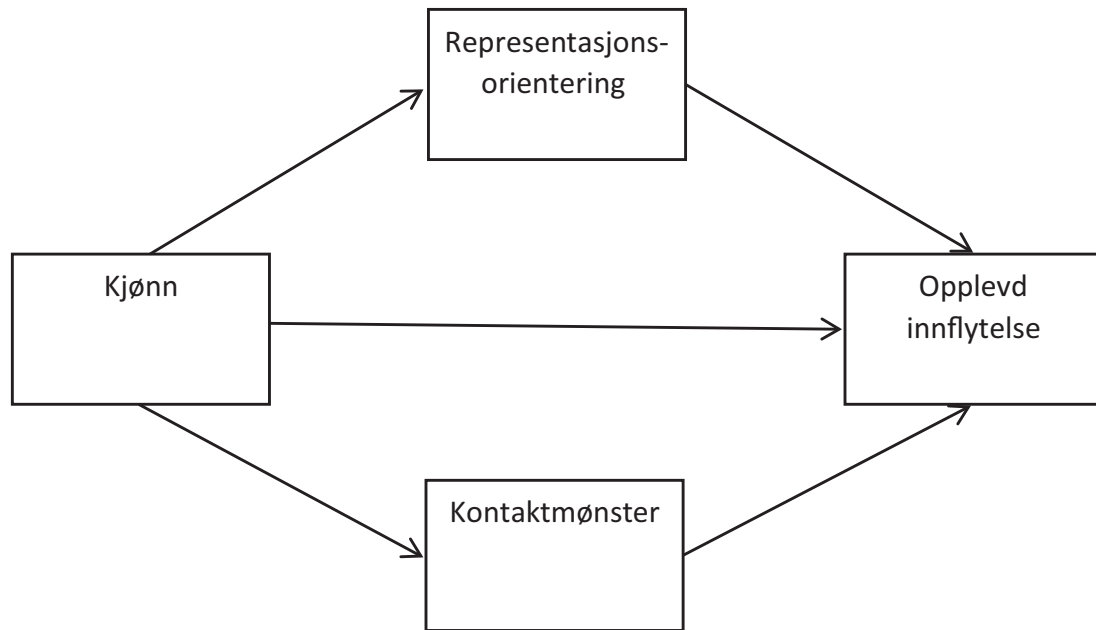 Representasjons-
orientering
Kjønn
Opplevd
innflytelse
Kontaktmønster